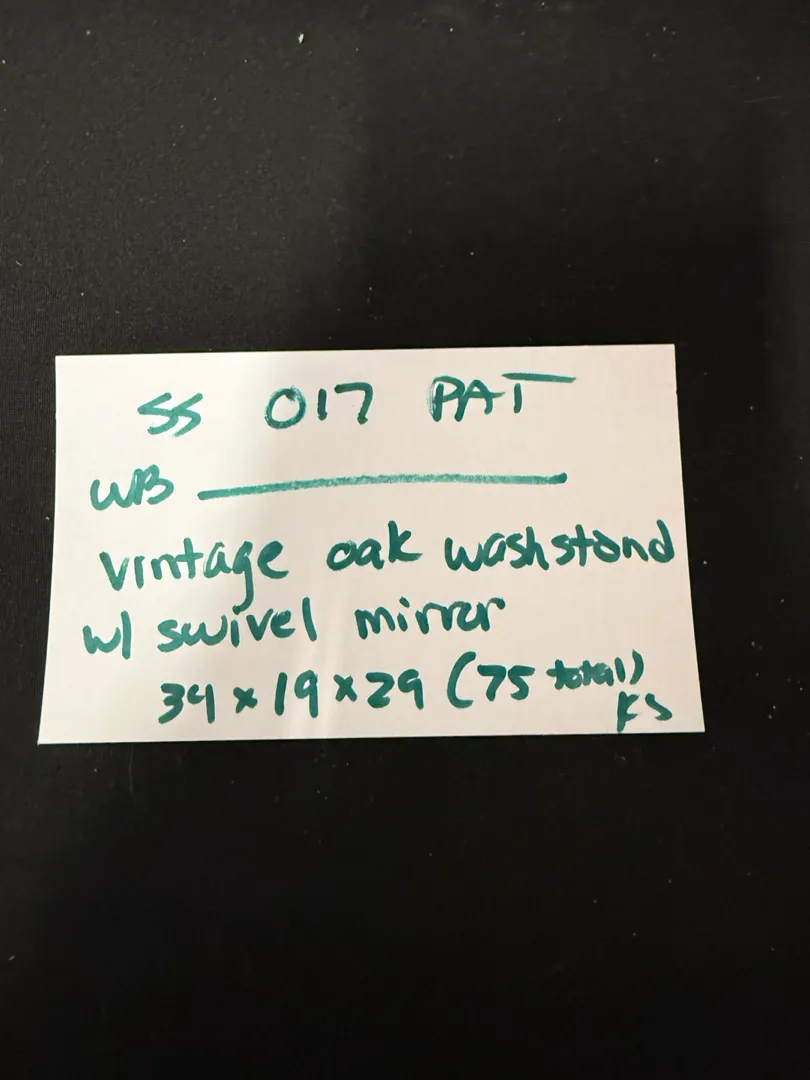 SS 017 PAT
WB
vintage oak washstand
w/ swivel mirror
34 x 19 x 29 (75 total)
KS